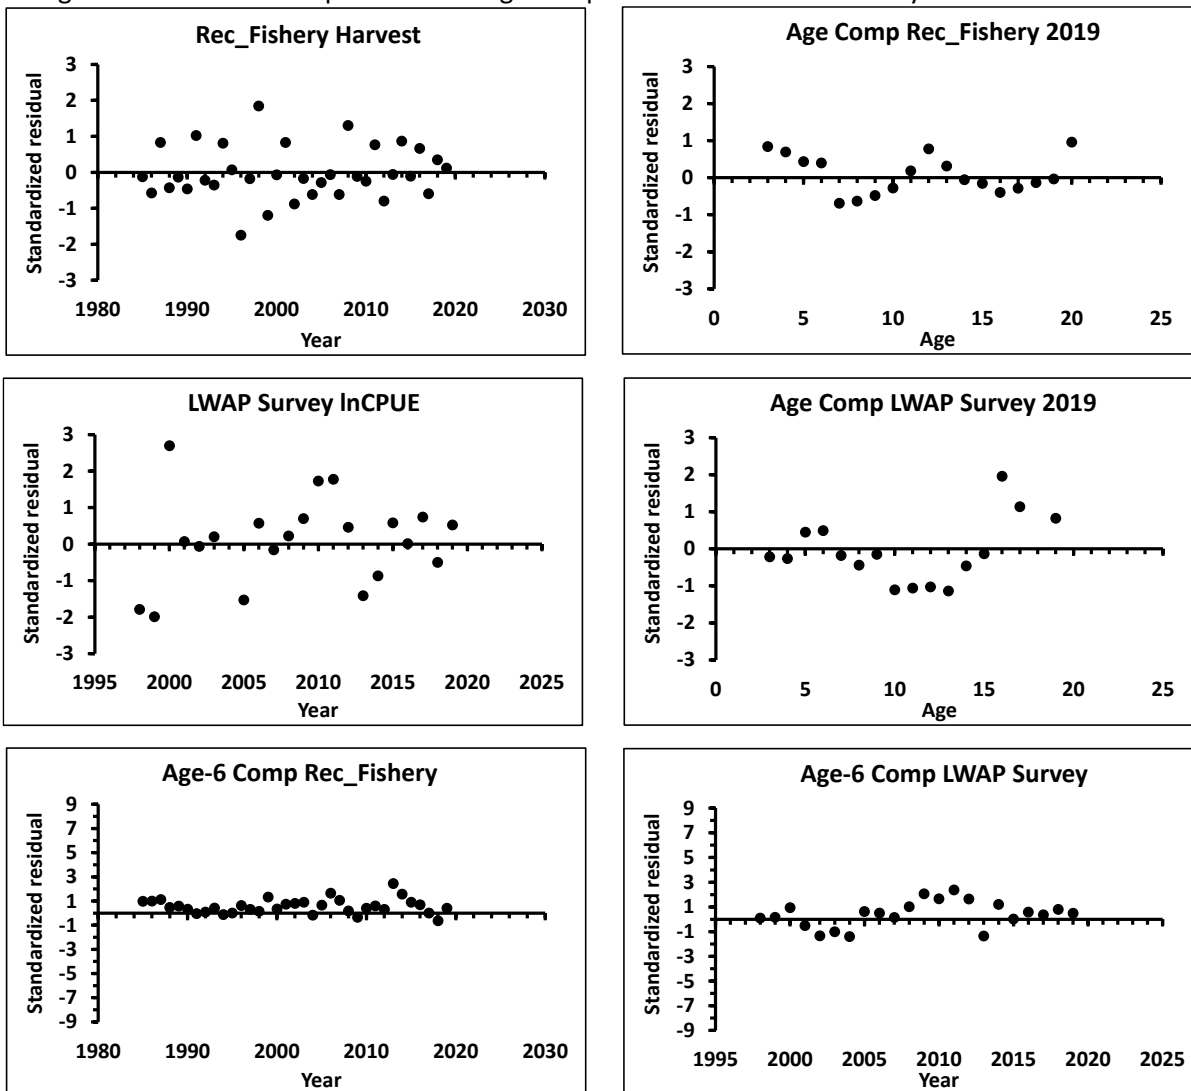 Rec_Fishery Harvest
Standardized residual
3
2
1
0
-1
-2
-3
1980 1990 2000 2010 2020 2030
Year
Age Comp Rec_Fishery 2019
Standardized residual
3
2
1
0
-1
-2
-3
0 5 10 15 20 25
Age
LWAP Survey lnCPUE
Standardized residual
3
2
1
0
-1
-2
-3
1995 2000 2005 2010 2015 2020 2025
Year
Age Comp LWAP Survey 2019
Standardized residual
3
2
1
0
-1
-2
-3
0 5 10 15 20 25
Age
Age-6 Comp Rec_Fishery
Standardized residual
9
7
5
3
1
-1
-3
-5
-7
-9
1980 1990 2000 2010 2020 2030
Year
Age-6 Comp LWAP Survey
Standardized residual
9
7
5
3
1
-1
-3
-5
-7
-9
1995 2000 2005 2010 2015 2020 2025
Year